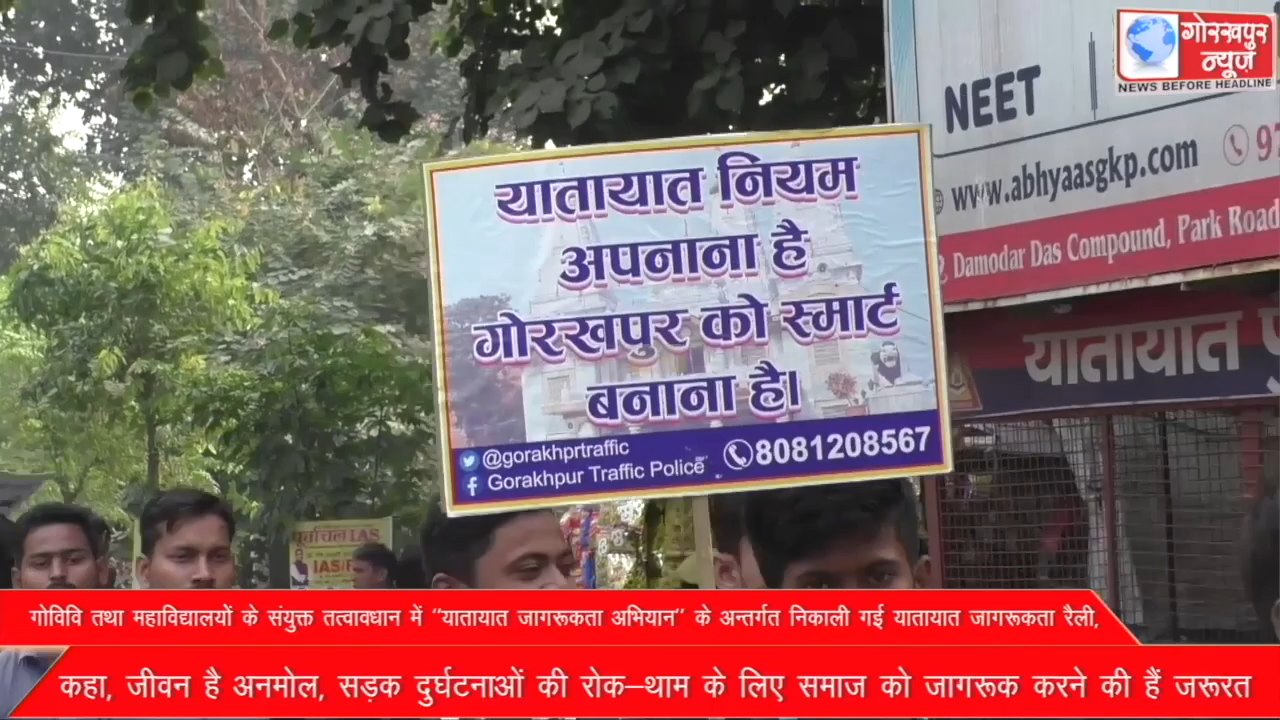 गोरखपुर
न्यूज
NEWS BEFORE HEADLINE
NEET
www.abhyaasgkp.com
Damodar Das Compound, Park Road
यातायात
यातायात नियम
अपनाना है
गोरखपुर को स्मार्ट
बनाना है।
@gorakhprtraffic
Gorakhpur Traffic Police
8081208567
पूर्वांचल IAS
गोविवि तथा महाविद्यालयों के संयुक्त तत्वावधान में "यातायात जागरूकता अभियान" के अन्तर्गत निकाली गई यातायात जागरूकता रैली,
कहा, जीवन है अनमोल, सड़क दुर्घटनाओं की रोक–थाम के लिए समाज को जागरूक करने की हैं जरूरत